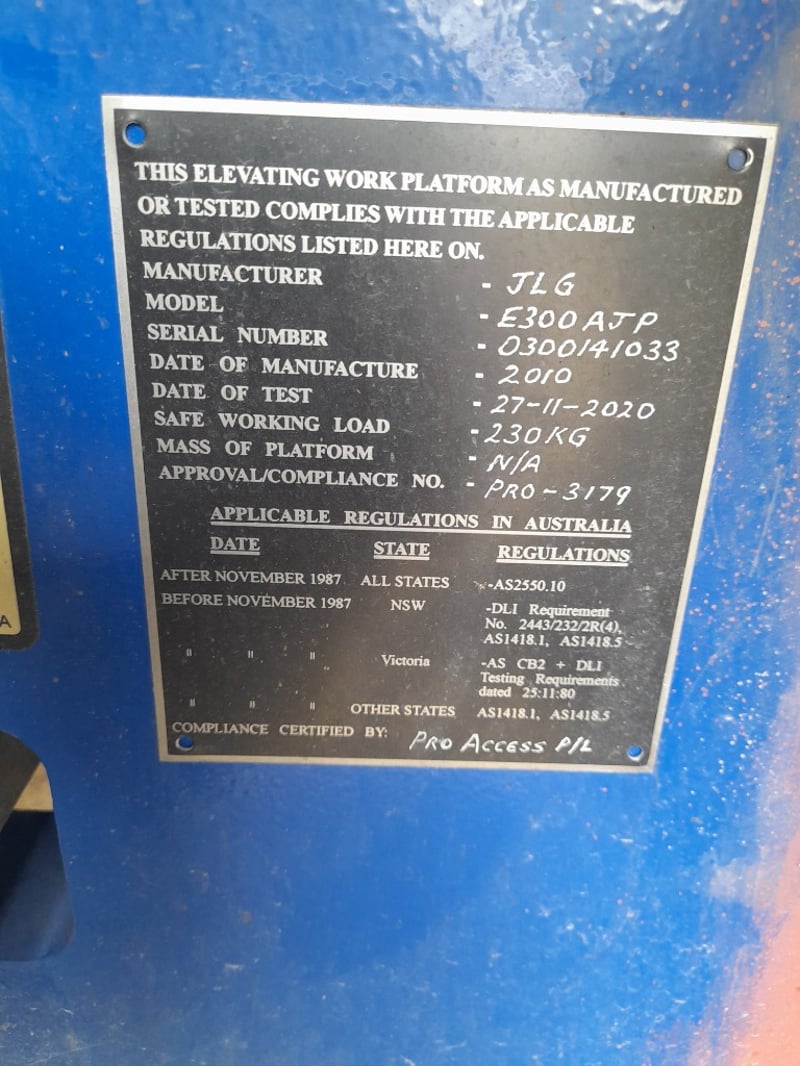 THIS ELEVATING WORK PLATFORM AS MANUFACTURED
OR TESTED COMPLIES WITH THE APPLICABLE
REGULATIONS LISTED HERE ON.
MANUFACTURER - JLG
MODEL - E300AJP
SERIAL NUMBER - 0300141033
DATE OF MANUFACTURE - 2010
DATE OF TEST - 27-11-2020
SAFE WORKING LOAD - 230KG
MASS OF PLATFORM - N/A
APPROVAL/COMPLIANCE NO. - PRO-3179
APPLICABLE REGULATIONS IN AUSTRALIA
DATE STATE REGULATIONS
AFTER NOVEMBER 1987 ALL STATES -AS2550.10
BEFORE NOVEMBER 1987 NSW -DLI Requirement
No. 2443/232/2R(4),
AS1418.1, AS1418.5
" " " Victoria -AS CB2 + DLI
Testing Requirements
dated 25:11:80
" " " OTHER STATES AS1418.1, AS1418.5
COMPLIANCE CERTIFIED BY: PRO ACCESS P/L
A